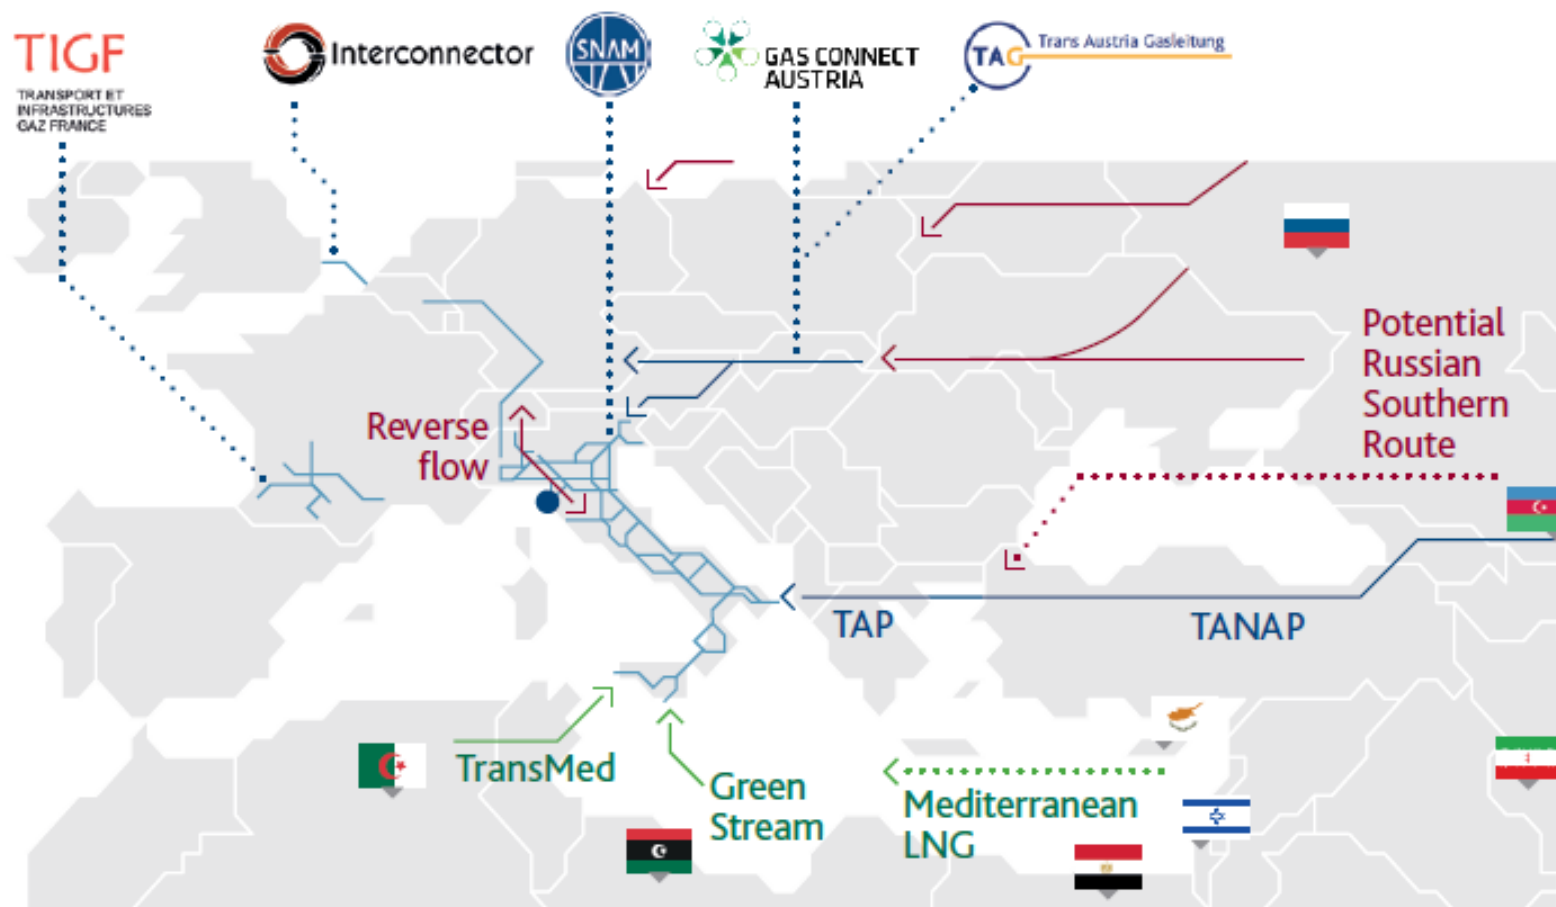 TIGF
TRANSPORT ET
INFRASTRUCTURES
GAZ FRANCE
Interconnector
SNAM
GAS CONNECT
AUSTRIA
TAG
Trans Austria Gasleitung
Potential
Russian
Southern
Route
Reverse
flow
TAP
TANAP
TransMed
Green
Stream
Mediterranean
LNG